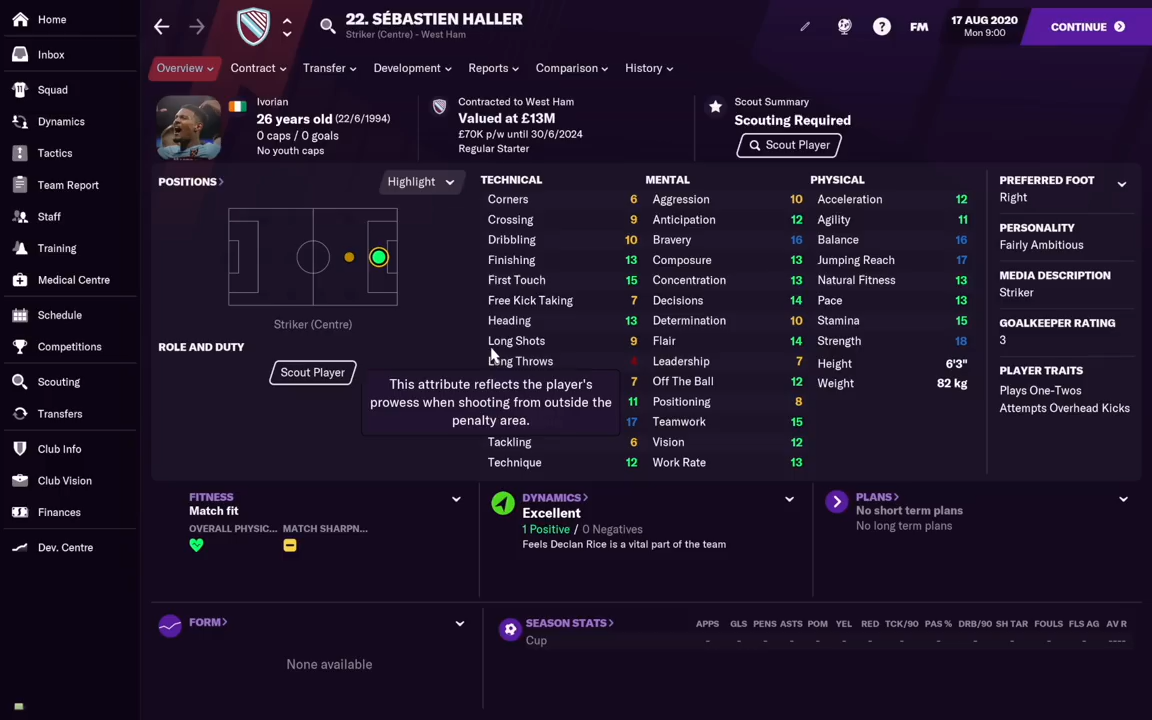 Home
Inbox
Squad
Dynamics
Tactics
Team Report
Staff
Training
Medical Centre
Schedule
Competitions
Scouting
Transfers
Club Info
Club Vision
Finances
Dev. Centre
22. SÉBASTIEN HALLER
Striker (Centre) - West Ham
FM
17 AUG 2020
Mon 9:00
CONTINUE
Overview
Contract
Transfer
Development
Reports
Comparison
History
Ivorian
26 years old (22/6/1994)
0 caps / 0 goals
No youth caps
Contracted to West Ham
Valued at £13M
£70K p/w until 30/6/2024
Regular Starter
Scout Summary
Scouting Required
Scout Player
POSITIONS
Highlight
Striker (Centre)
ROLE AND DUTY
Scout Player
TECHNICAL
Corners 6
Crossing 9
Dribbling 10
Finishing 13
First Touch 15
Free Kick Taking 7
Heading 13
Long Shots 9
Long Throws 4
7
11
17
Tackling 6
Technique 12
This attribute reflects the player's
prowess when shooting from outside the
penalty area.
MENTAL
Aggression 10
Anticipation 12
Bravery 16
Composure 13
Concentration 13
Decisions 14
Determination 10
Flair 14
Leadership 7
Off The Ball 12
Positioning 8
Teamwork 15
Vision 12
Work Rate 13
PHYSICAL
Acceleration 12
Agility 11
Balance 16
Jumping Reach 17
Natural Fitness 13
Pace 13
Stamina 15
Strength 18
Height 6'3"
Weight 82 kg
PREFERRED FOOT
Right
PERSONALITY
Fairly Ambitious
MEDIA DESCRIPTION
Striker
GOALKEEPER RATING
3
PLAYER TRAITS
Plays One-Twos
Attempts Overhead Kicks
FITNESS
Match fit
OVERALL PHYSIC... MATCH SHARPN...
DYNAMICS
Excellent
1 Positive / 0 Negatives
Feels Declan Rice is a vital part of the team
PLANS
No short term plans
No long term plans
FORM
None available
SEASON STATS APPS GLS PENS ASTS POM YEL RED TCK/90 PAS % DRB/90 SH TAR FOULS FLS AG AV R
Cup - - - - - - - - - - - - - ----